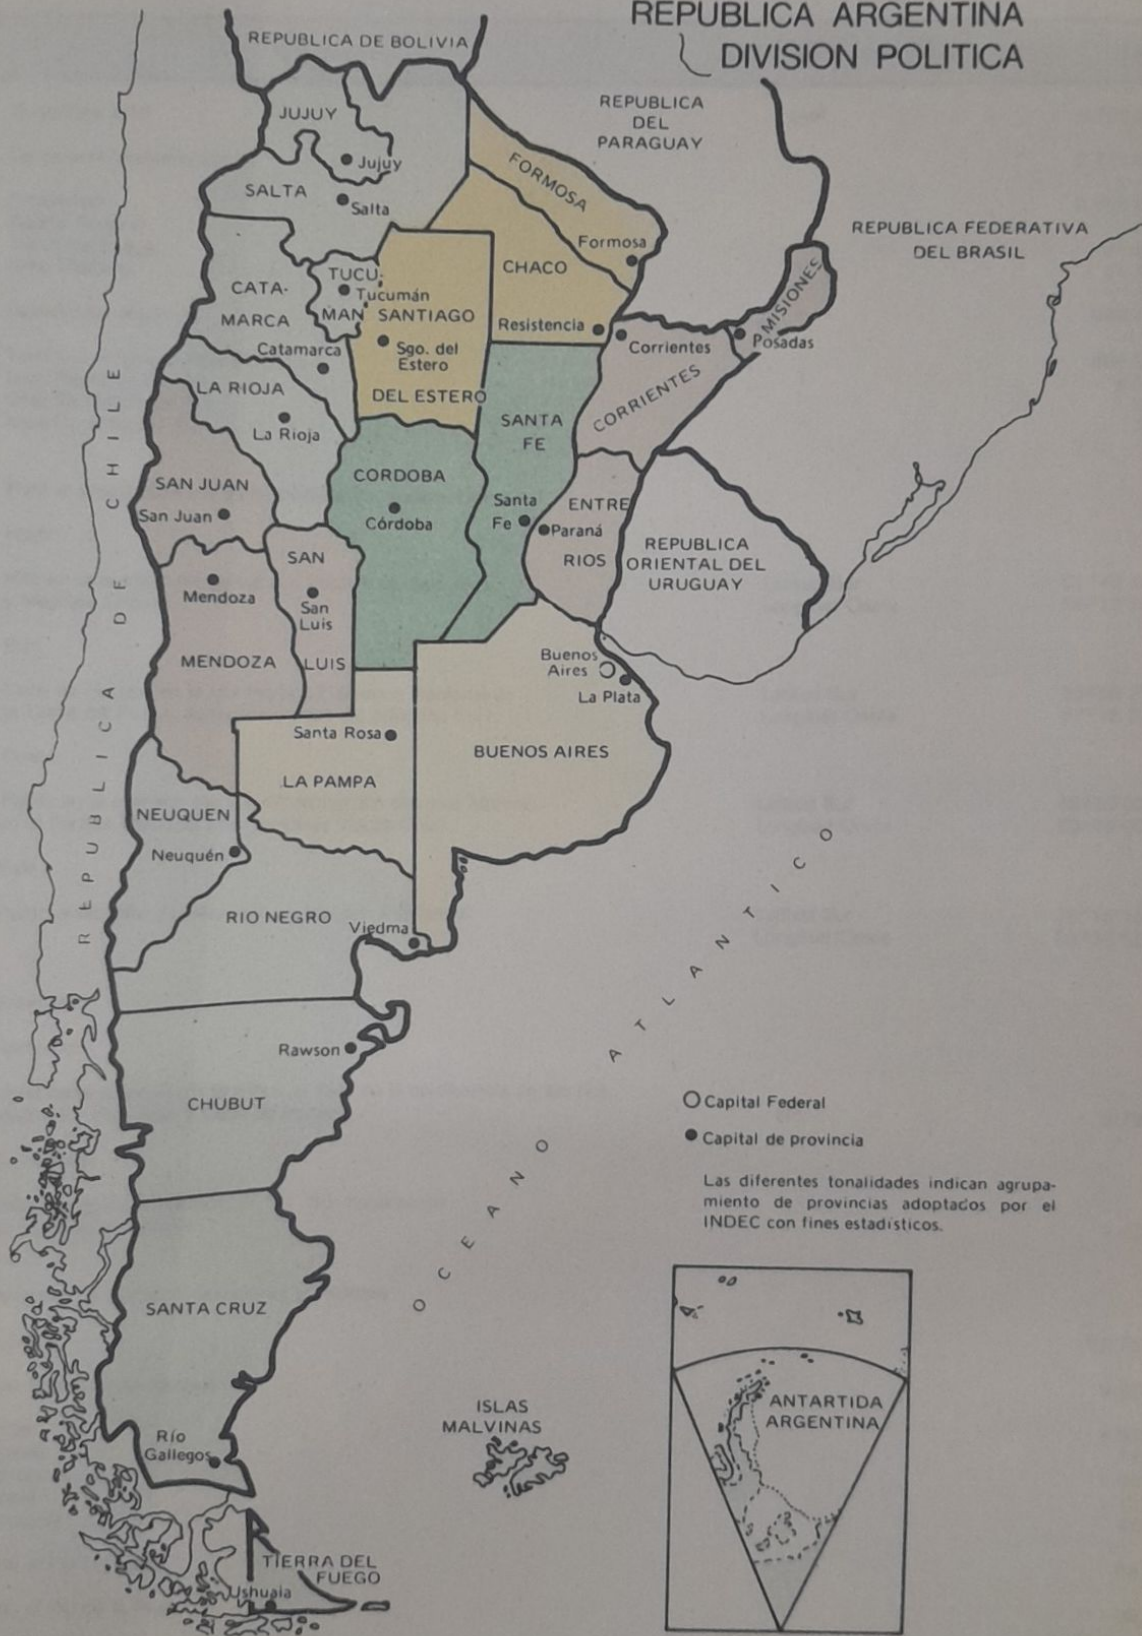 REPUBLICA ARGENTINA
DIVISION POLITICA
REPUBLICA DE BOLIVIA
REPUBLICA
DEL
PARAGUAY
JUJUY
Jujuy
SALTA
Salta
FORMOSA
Formosa
REPUBLICA FEDERATIVA
DEL BRASIL
CHACO
Resistencia
MISIONES
Posadas
CATA-
MARCA
Catamarca
TUCU-
MAN
Tucumán
SANTIAGO
Sgo. del
Estero
DEL ESTERO
Corrientes
CORRIENTES
LA RIOJA
La Rioja
SANTA
FE
Santa
Fe
SAN JUAN
San Juan
CORDOBA
Córdoba
ENTRE
Paraná
RIOS
REPUBLICA
ORIENTAL DEL
URUGUAY
SAN
San
Luis
LUIS
Mendoza
MENDOZA
REPUBLICA DE CHILE
Buenos
Aires
La Plata
BUENOS AIRES
Santa Rosa
LA PAMPA
NEUQUEN
Neuquén
RIO NEGRO
Viedma
OCEANO ATLANTICO
Rawson
CHUBUT
Capital Federal
Capital de provincia
Las diferentes tonalidades indican agrupa-
miento de provincias adoptados por el
INDEC con fines estadísticos.
SANTA CRUZ
Río
Gallegos
ISLAS
MALVINAS
ANTARTIDA
ARGENTINA
TIERRA DEL
FUEGO
Ushuaia